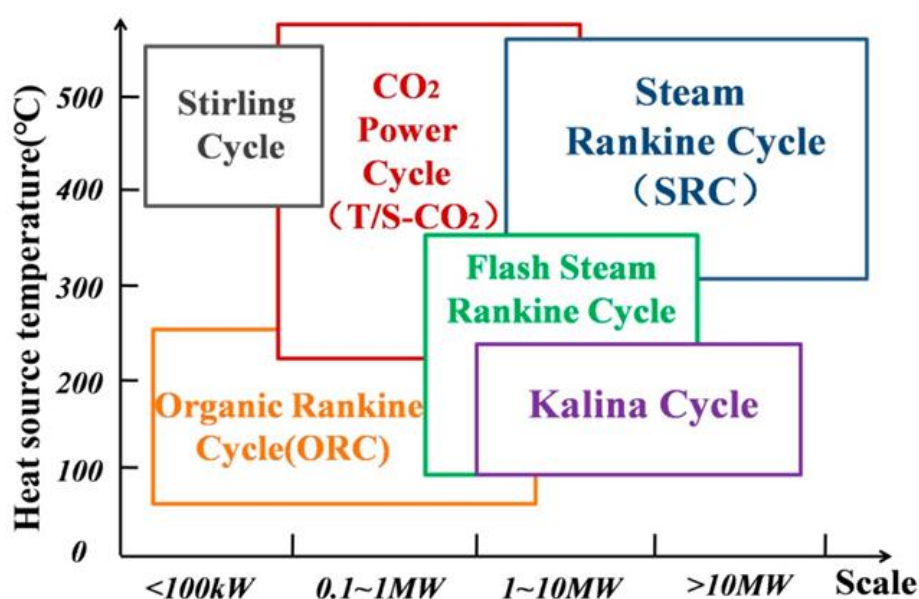 Heat source temperature(°C)
500
400
300
200
100
0
Stirling
Cycle
CO₂
Power
Cycle
（T/S-CO₂）
Steam
Rankine Cycle
（SRC）
Flash Steam
Rankine Cycle
Organic Rankine
Cycle(ORC)
Kalina Cycle
<100kW 0.1~1MW 1~10MW >10MW Scale